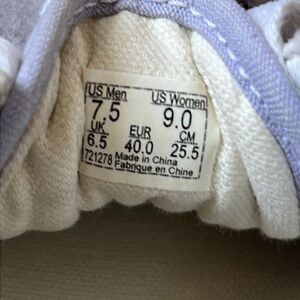 US Men US Women
7.5 9.0
UK EUR CM
6.5 40.0 25.5
721278 Made in China
Fabrique en Chine